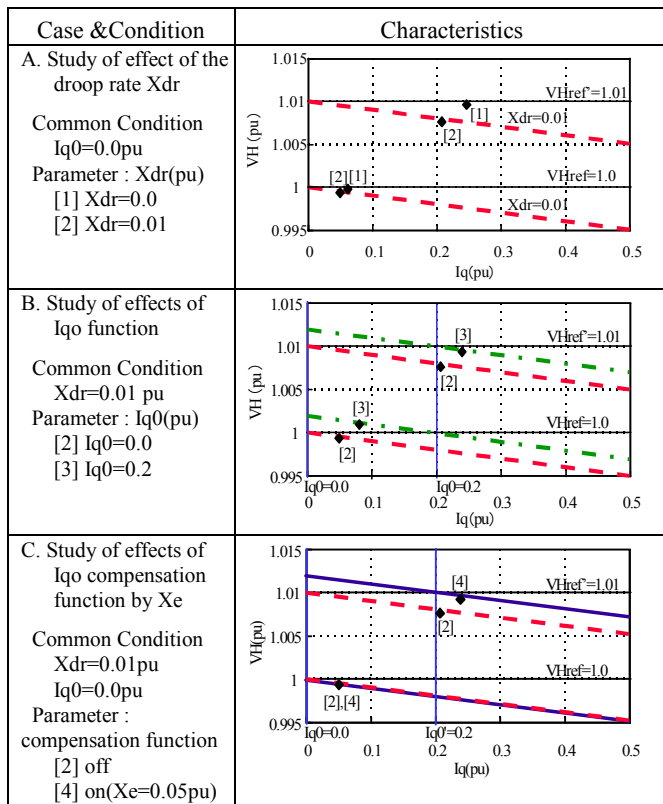 Case &Condition
Characteristics
A. Study of effect of the
droop rate Xdr
Common Condition
Iq0=0.0pu
Parameter : Xdr(pu)
[1] Xdr=0.0
[2] Xdr=0.01
1.015
1.010
1.005
1
0.995
VH (pu)
VHref'=1.01
[1]
Xdr=0.01
[2]
[2] [1]
VHref=1.0
Xdr=0.01
0 0.1 0.2 0.3 0.4 0.5
Iq(pu)
B. Study of effects of
Iqo function
Common Condition
Xdr=0.01 pu
Parameter : Iq0(pu)
[2] Iq0=0.0
[3] Iq0=0.2
1.015
1.010
1.005
1
0.995
VH (pu)
[3]
VHref'=1.01
[2]
[3]
VHref=1.0
[2]
Iq0=0.0
Iq0=0.2
0 0.1 0.2 0.3 0.4 0.5
Iq(pu)
C. Study of effects of
Iqo compensation
function by Xe
Common Condition
Xdr=0.01pu
Iq0=0.0pu
Parameter :
compensation function
[2] off
[4] on(Xe=0.05pu)
1.015
1.010
1.005
1
0.995
VH(pu)
[4]
VHref'=1.01
[2]
VHref=1.0
[2],[4]
Iq0=0.0
Iq0'=0.2
0 0.1 0.2 0.3 0.4 0.5
Iq(pu)